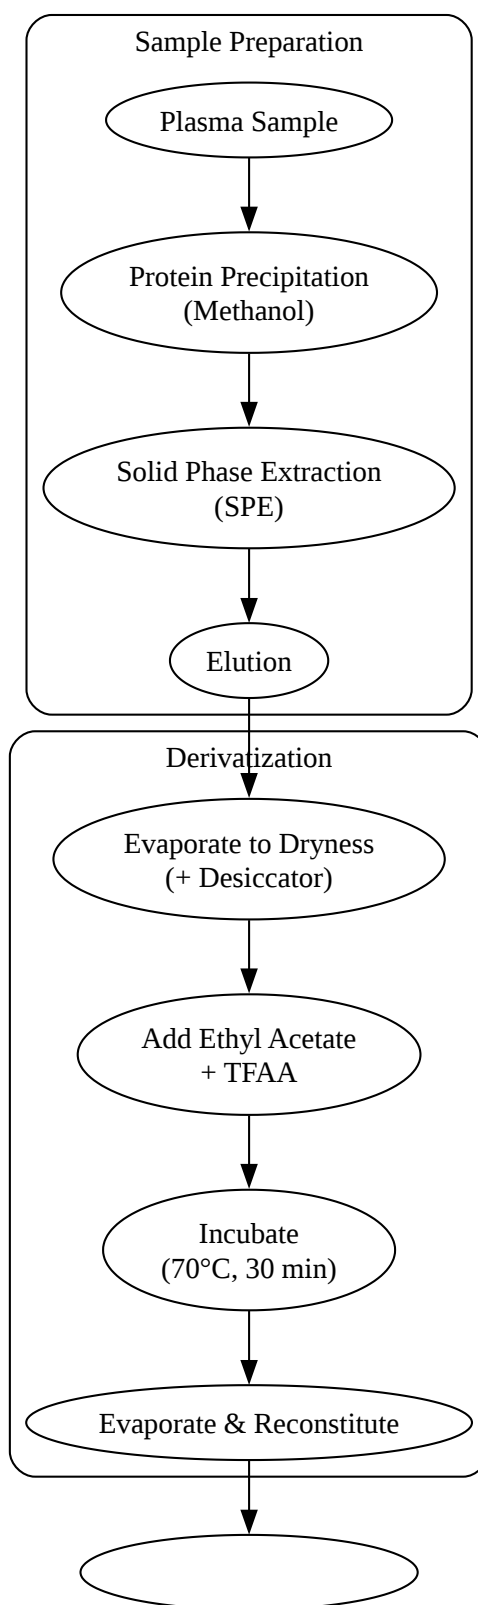 Sample Preparation
Plasma Sample
Protein Precipitation
(Methanol)
Solid Phase Extraction
(SPE)
Elution
Derivatization
Evaporate to Dryness
(+ Desiccator)
Add Ethyl Acetate
+ TFAA
Incubate
(70°C, 30 min)
Evaporate & Reconstitute